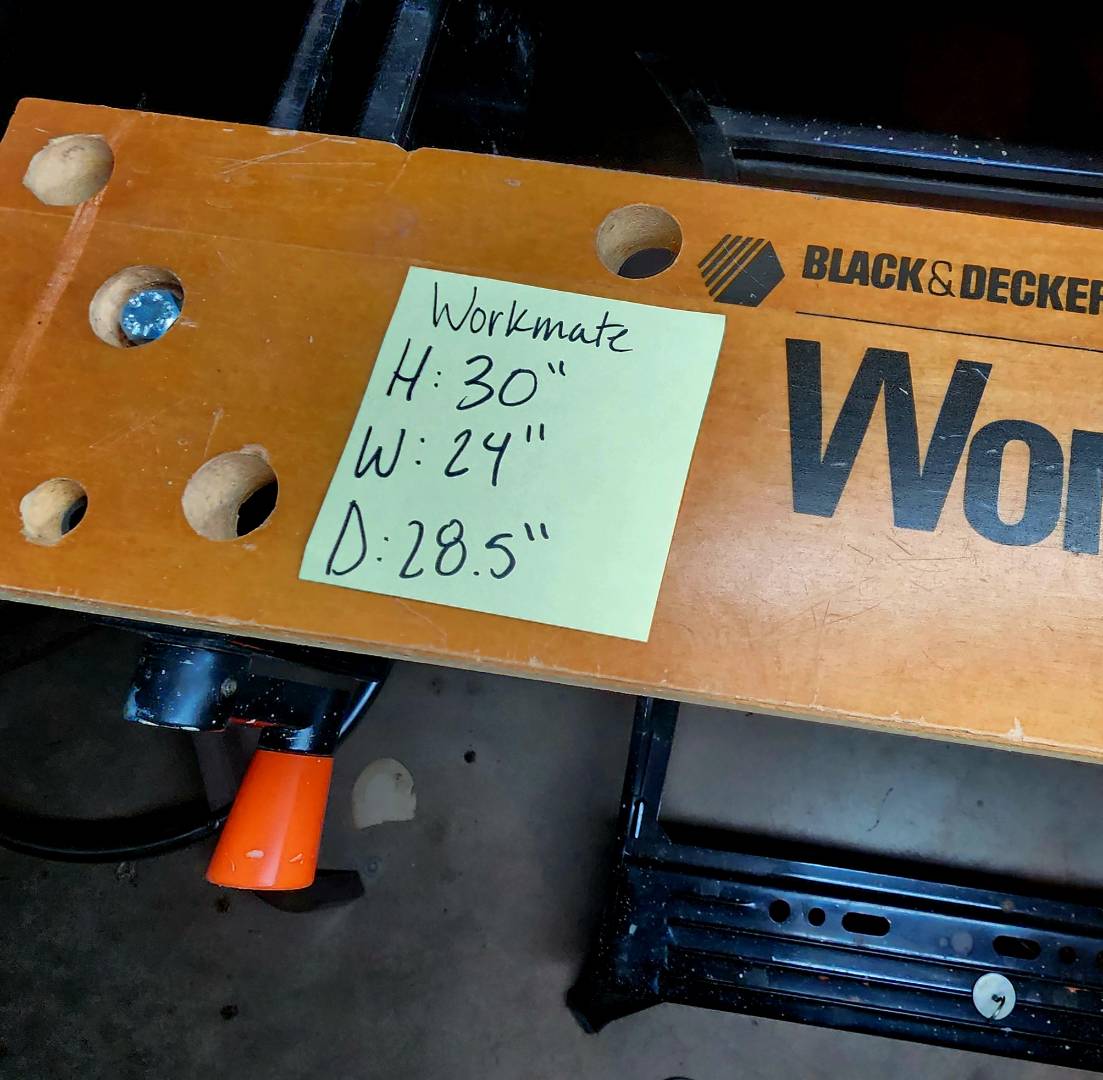 Workmate
H: 30"
W: 24"
D: 28.5"
BLACK&DECKER
Wor